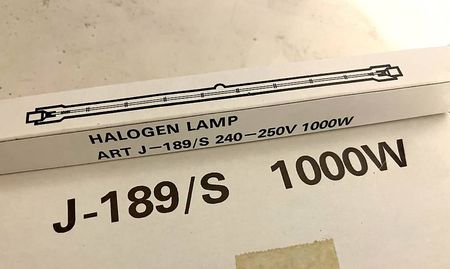 HALOGEN LAMP
ART J-189/S 240-250V 1000W
J-189/S 1000W